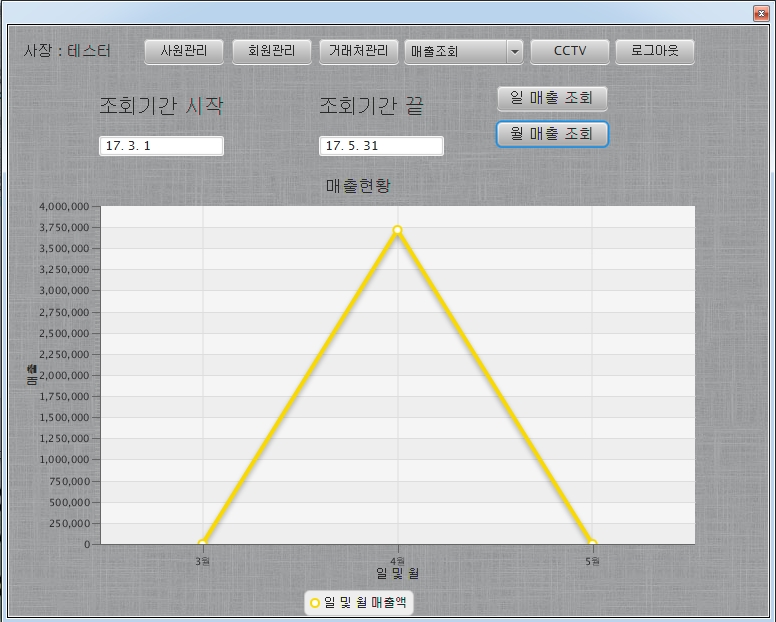 사장 : 테스터 사원관리 회원관리 거래처관리 매출조회 CCTV 로그아웃
조회기간 시작 조회기간 끝 일 매출 조회
17. 3. 1 17. 5. 31 월 매출 조회
매출현황
4,000,000
3,750,000
3,500,000
3,250,000
3,000,000
2,750,000
2,500,000
2,250,000
2,000,000
1,750,000
1,500,000
1,250,000
1,000,000
750,000
500,000
250,000
0
매출
3월 4월 5월
일 및 월
일 및 월 매출액